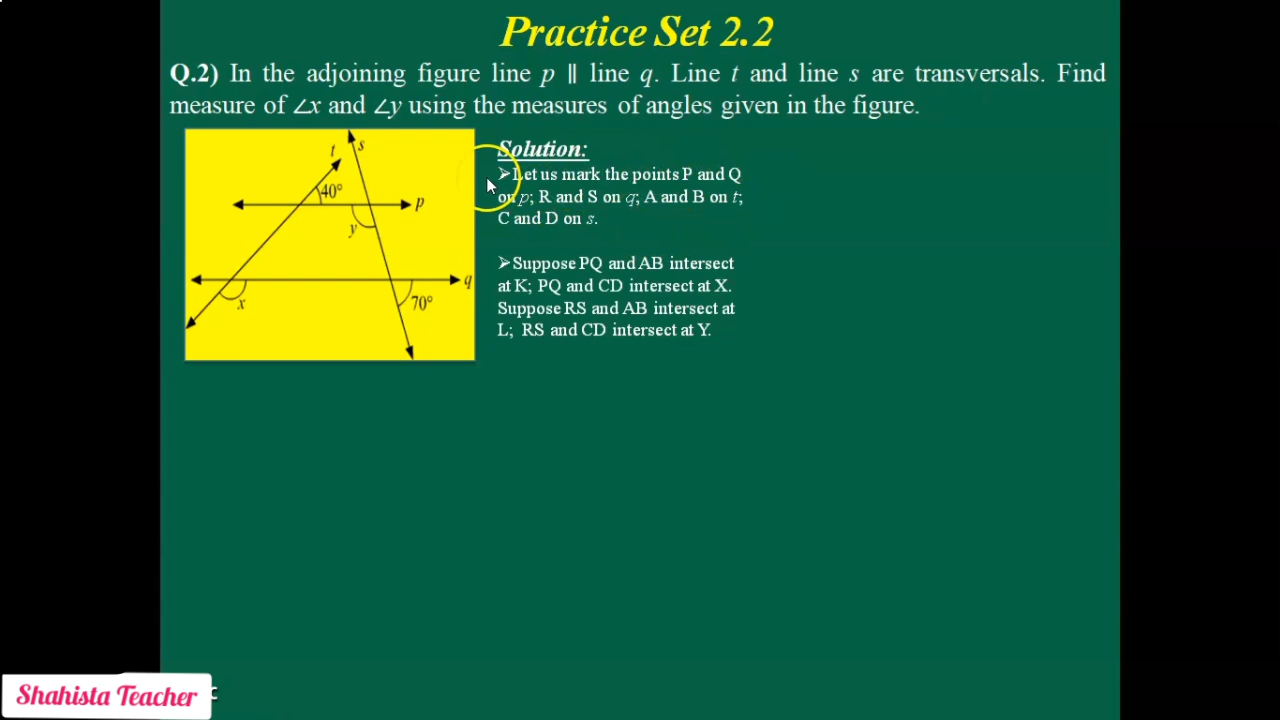 Practice Set 2.2
Q.2) In the adjoining figure line p ∥ line q. Line t and line s are transversals. Find
measure of ∠x and ∠y using the measures of angles given in the figure.
t
s
40°
p
y
q
x
70°
Solution:
➢Let us mark the points P and Q
on p; R and S on q; A and B on t;
C and D on s.
➢Suppose PQ and AB intersect
at K; PQ and CD intersect at X.
Suppose RS and AB intersect at
L; RS and CD intersect at Y.
Shahista Teacher
c